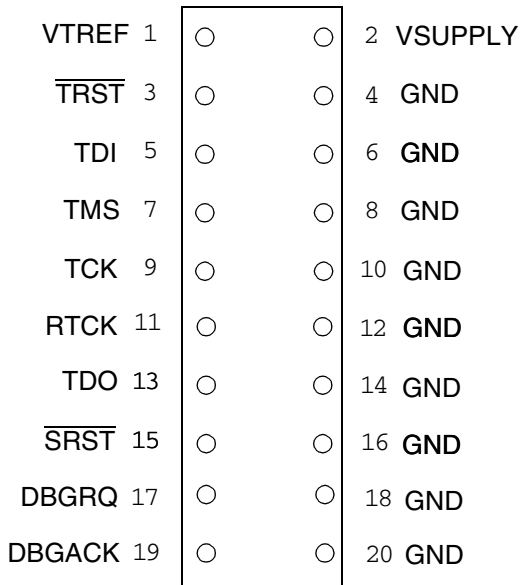 VTREF 1 2 VSUPPLY
TRST 3 4 GND
TDI 5 6 GND
TMS 7 8 GND
TCK 9 10 GND
RTCK 11 12 GND
TDO 13 14 GND
SRST 15 16 GND
DBGRQ 17 18 GND
DBGACK 19 20 GND